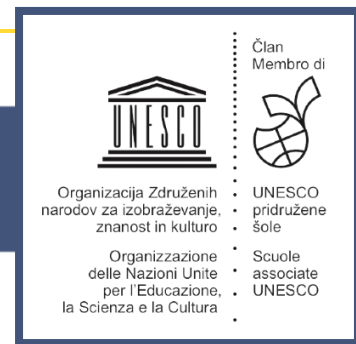 UNESCO
Organizacija Združenih
narodov za izobraževanje,
znanost in kulturo
Organizzazione
delle Nazioni Unite
per l'Educazione,
la Scienza e la Cultura
Član
Membro di
UNESCO
pridružene
šole
Scuole
associate
UNESCO